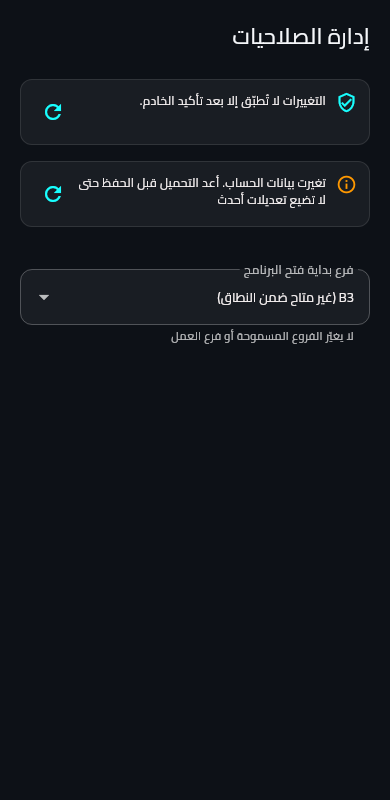 إدارة الصلاحيات
التغييرات لا تُطبّق إلا بعد تأكيد الخادم.
تغيرت بيانات الحساب. أعد التحميل قبل الحفظ حتى
لا تضيع تعديلات أحدث
فرع بداية فتح البرنامج
B3 (غير متاح ضمن النطاق)
لا يغيّر الفروع المسموحة أو فرع العمل